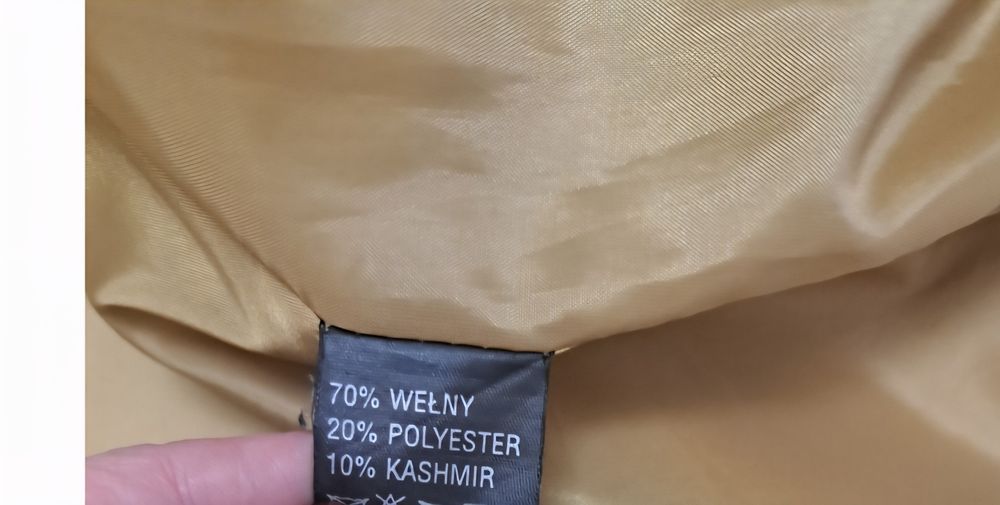 70% WEŁNY
20% POLYESTER
10% KASHMIR